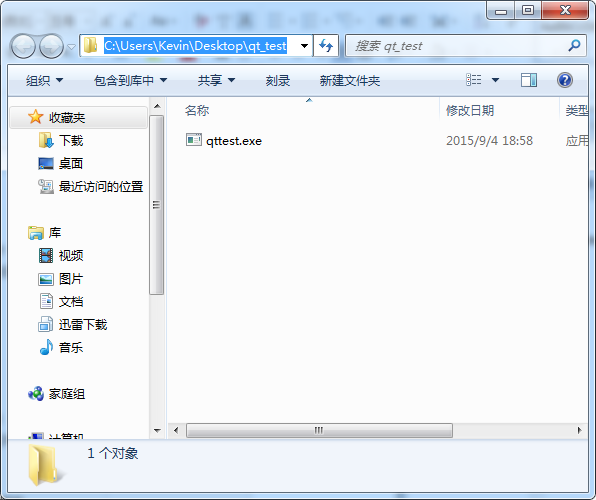 C:\Users\Kevin\Desktop\qt_test
搜索 qt_test
组织 包含到库中 共享 刻录 新建文件夹
名称 修改日期 类型
qttest.exe 2015/9/4 18:58 应用
收藏夹
下载
桌面
最近访问的位置
库
视频
图片
文档
迅雷下载
音乐
家庭组
计算机
1 个对象